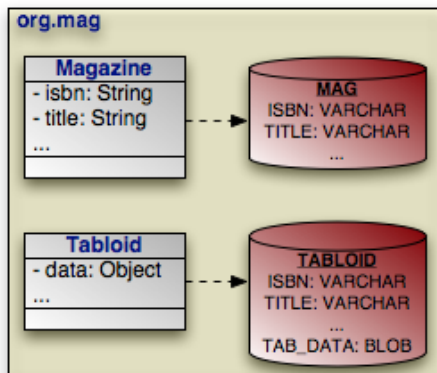 org.mag
Magazine
- isbn: String
- title: String
...
MAG
ISBN: VARCHAR
TITLE: VARCHAR
...
Tabloid
- data: Object
...
TABLOID
ISBN: VARCHAR
TITLE: VARCHAR
...
TAB_DATA: BLOB